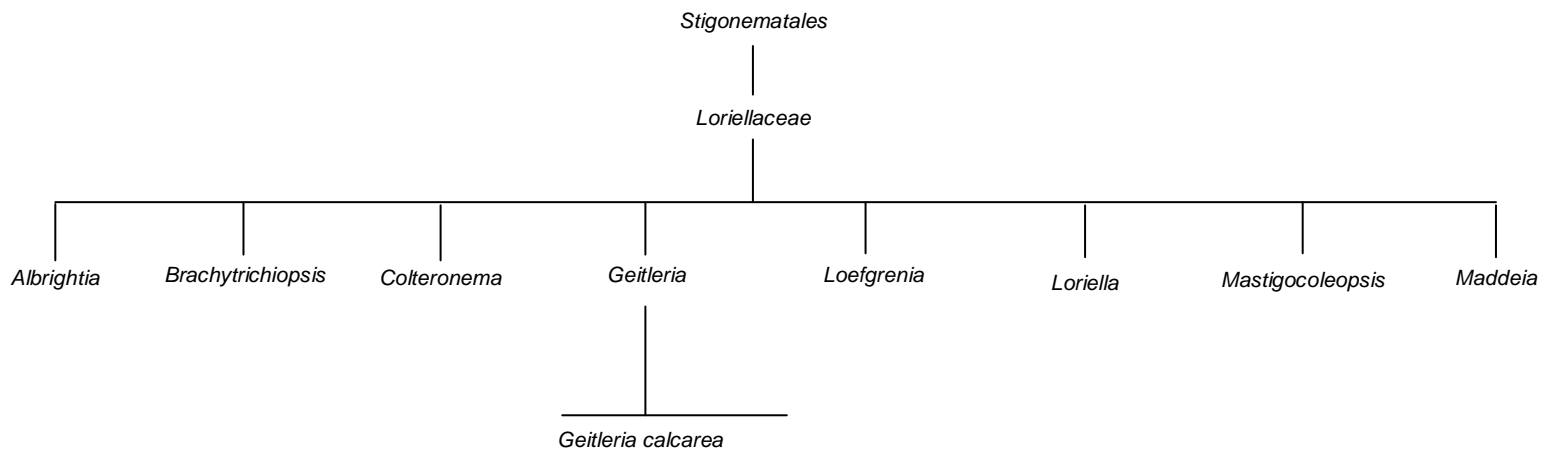 Stigonematales
Loriellaceae
Albrightia Brachytrichiopsis Colteronema Geitleria Loefgrenia Loriella Mastigocoleopsis Maddeia
Geitleria calcarea